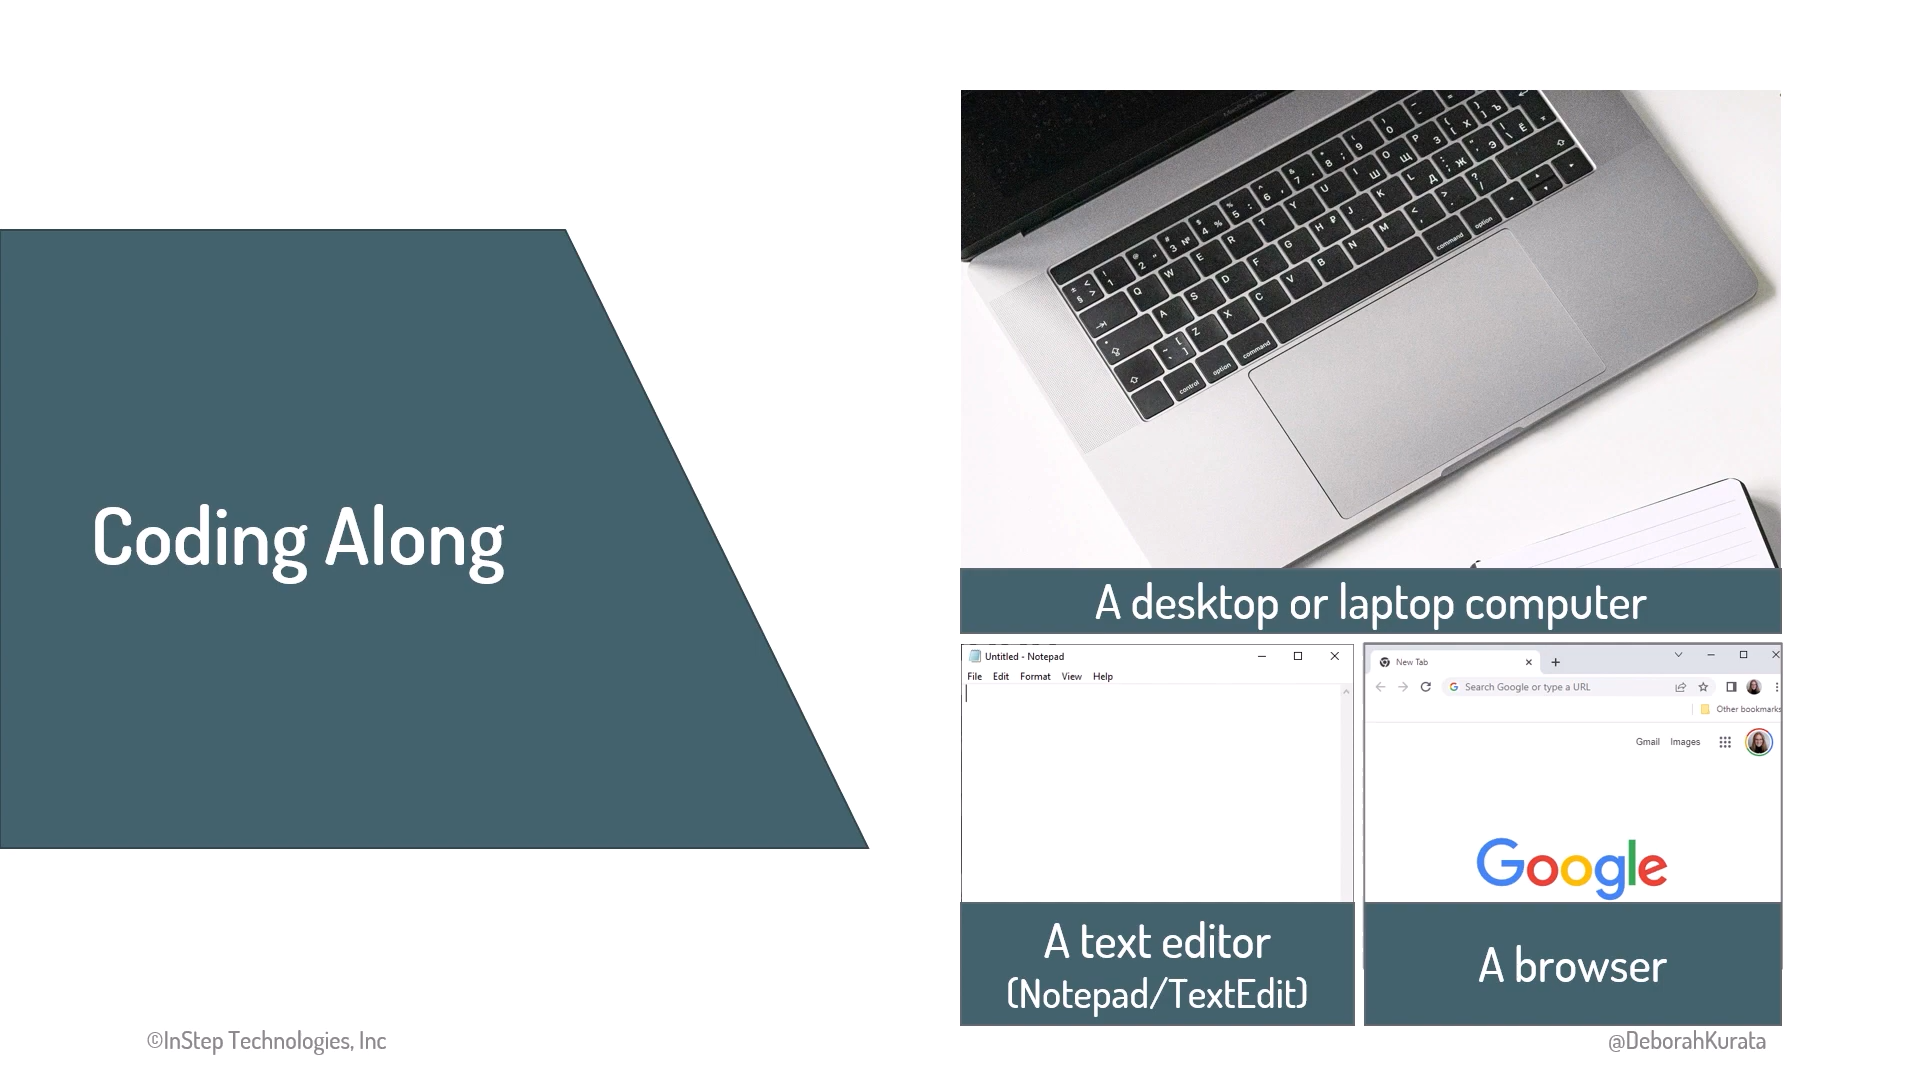 Coding Along
A desktop or laptop computer
Untitled - Notepad
File Edit Format View Help
A text editor
(Notepad/TextEdit)
New Tab
Search Google or type a URL
Other bookmarks
Gmail Images
Google
A browser
©InStep Technologies, Inc
@DeborahKurata